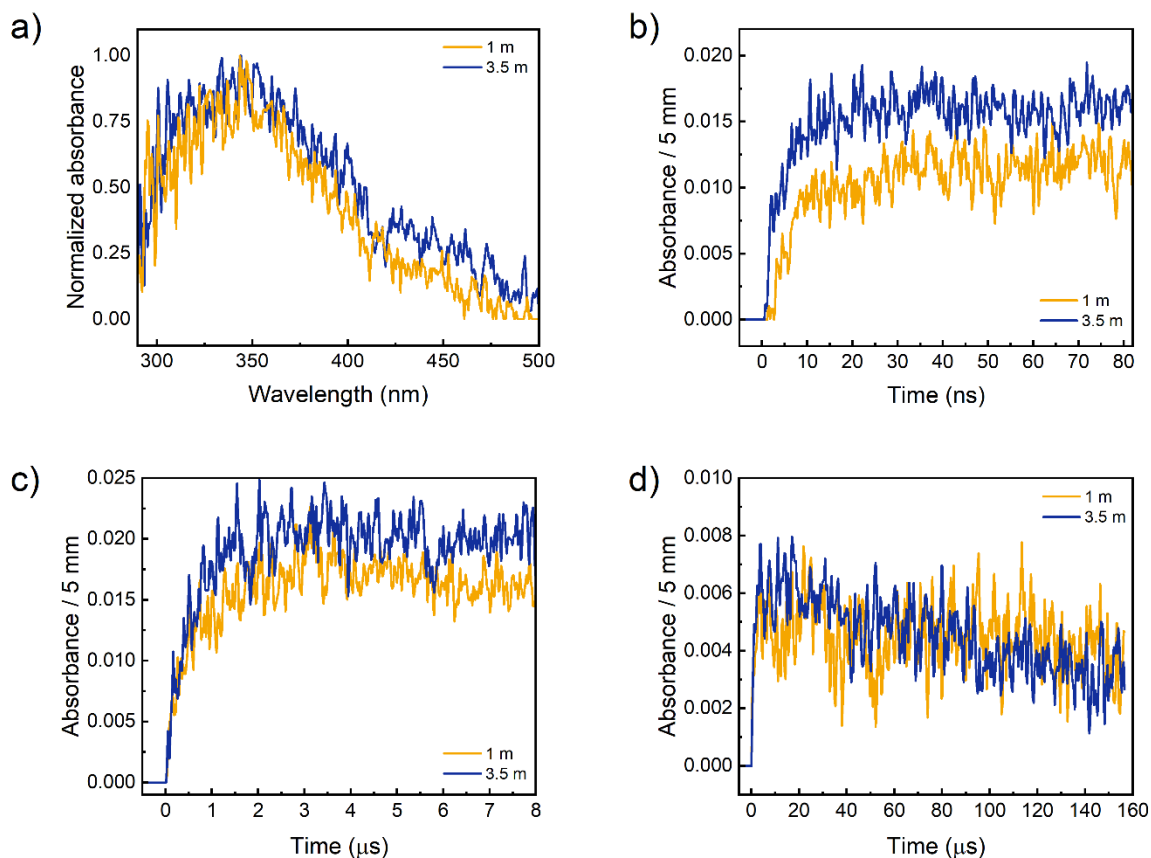 a)
Normalized absorbance
1.00
0.75
0.50
0.25
0.00
1 m
3.5 m
300
350
400
450
500
Wavelength (nm)
b)
Absorbance / 5 mm
0.020
0.015
0.010
0.005
0.000
1 m
3.5 m
0
10
20
30
40
50
60
70
80
Time (ns)
c)
Absorbance / 5 mm
0.025
0.020
0.015
0.010
0.005
0.000
1 m
3.5 m
0
1
2
3
4
5
6
7
8
Time (μs)
d)
Absorbance / 5 mm
0.010
0.008
0.006
0.004
0.002
0.000
1 m
3.5 m
0
20
40
60
80
100
120
140
160
Time (μs)